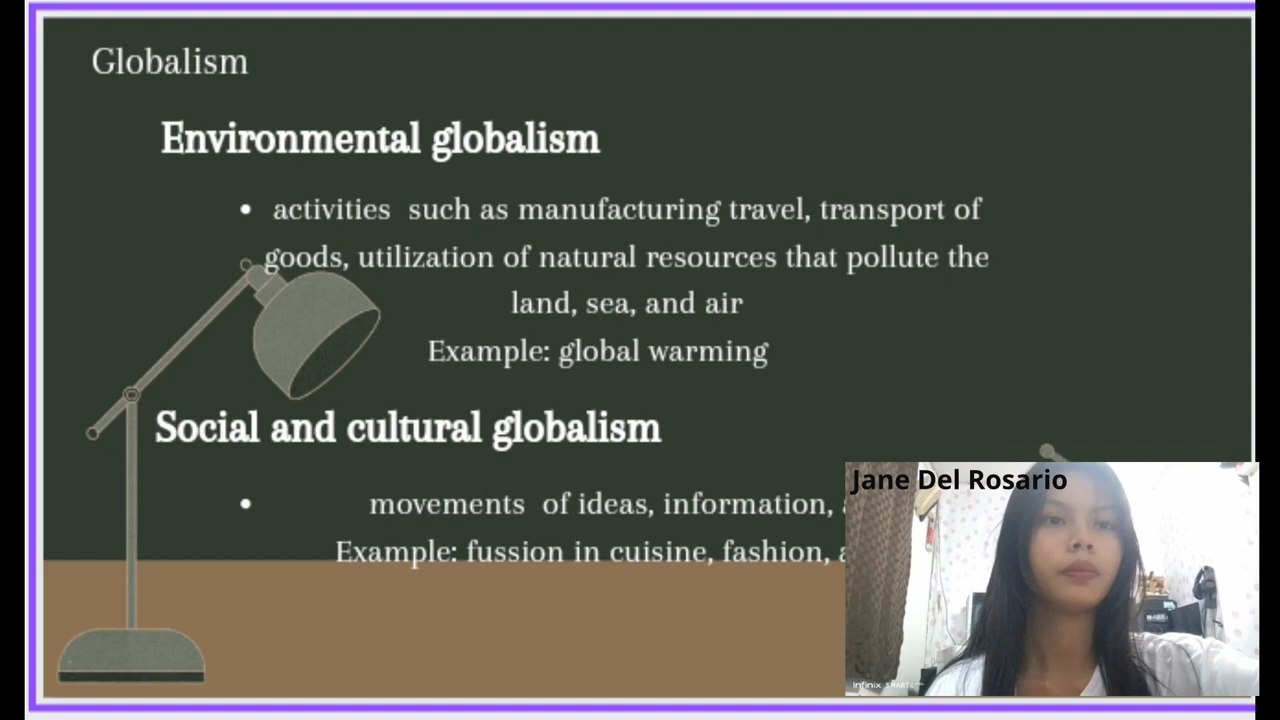 Globalism
Environmental globalism
• activities such as manufacturing travel, transport of
goods, utilization of natural resources that pollute the
land, sea, and air
Example: global warming
Social and cultural globalism
• movements of ideas, information,
Example: fussion in cuisine, fashion,
Jane Del Rosario
Infinix SMART